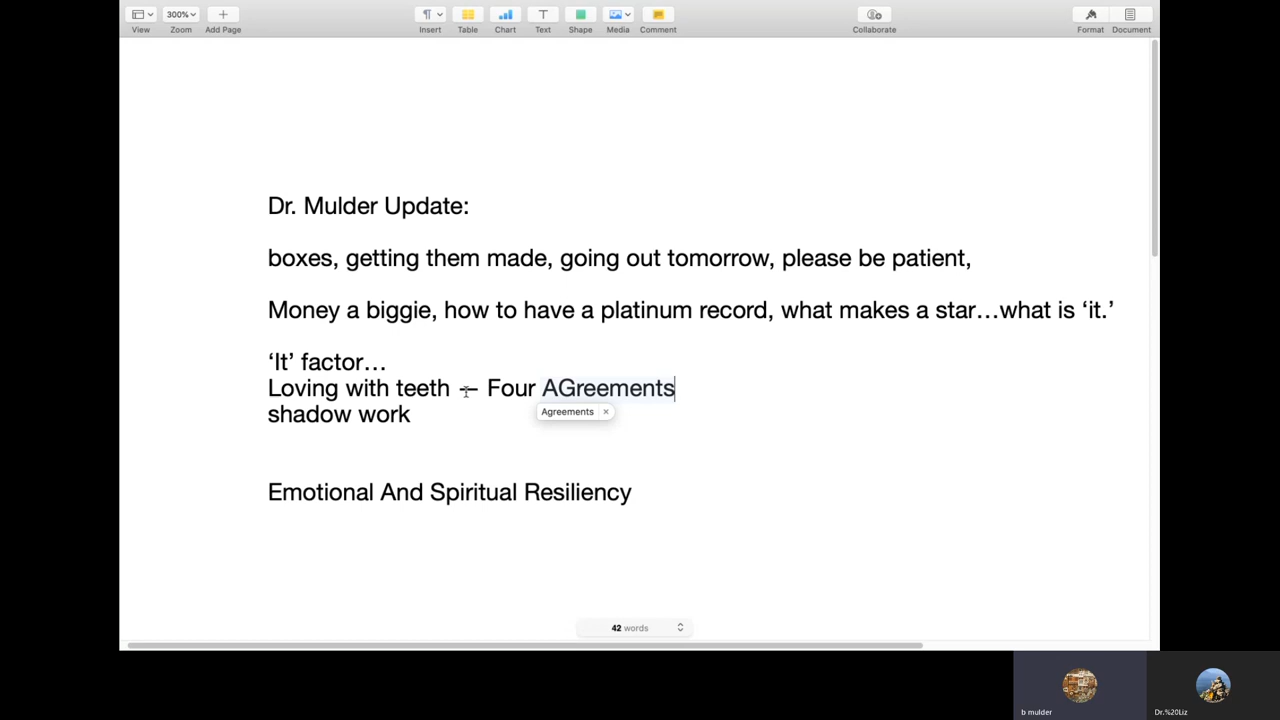 300%
View
Zoom
Add Page
Insert
Table
Chart
Text
Shape
Media
Comment
Collaborate
Format
Document
Dr. Mulder Update:
boxes, getting them made, going out tomorrow, please be patient,
Money a biggie, how to have a platinum record, what makes a star…what is ‘it.’
‘It’ factor…
Loving with teeth — Four AGreements
Agreements ×
shadow work
Emotional And Spiritual Resiliency
42 words
b mulder
Dr.%20Liz